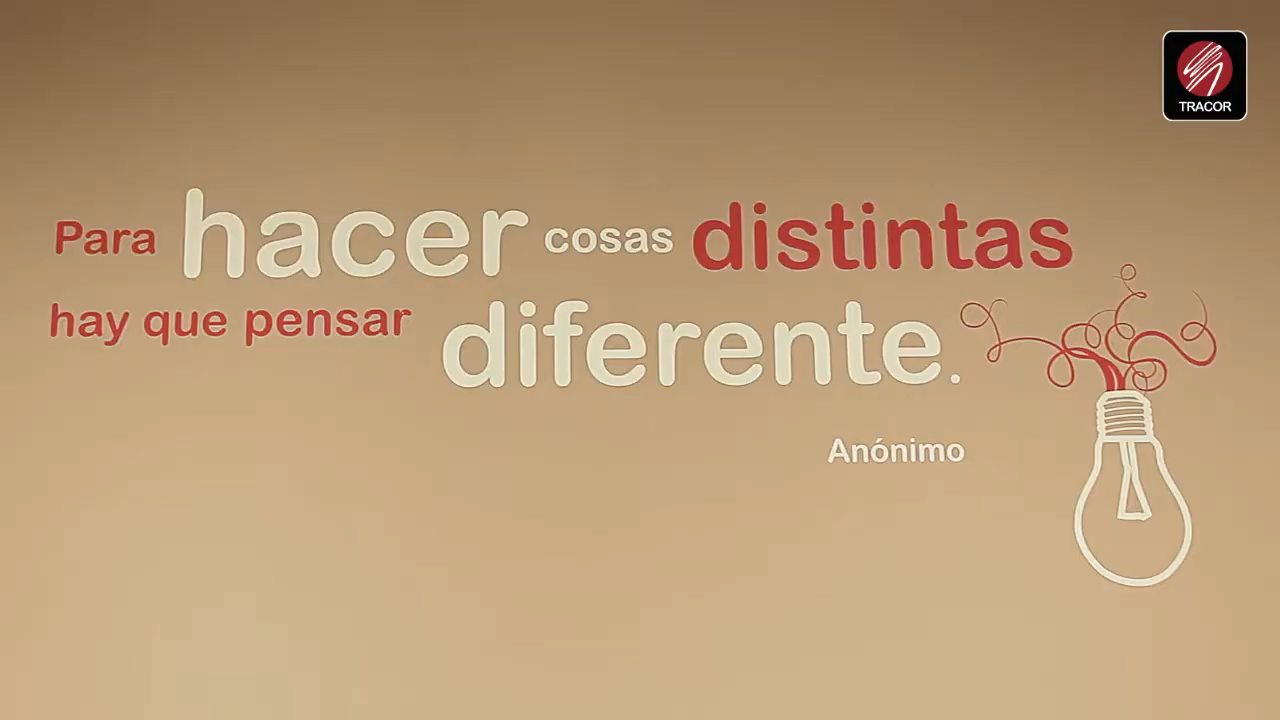 TRACOR
Para hacer cosas distintas
hay que pensar diferente.
Anónimo